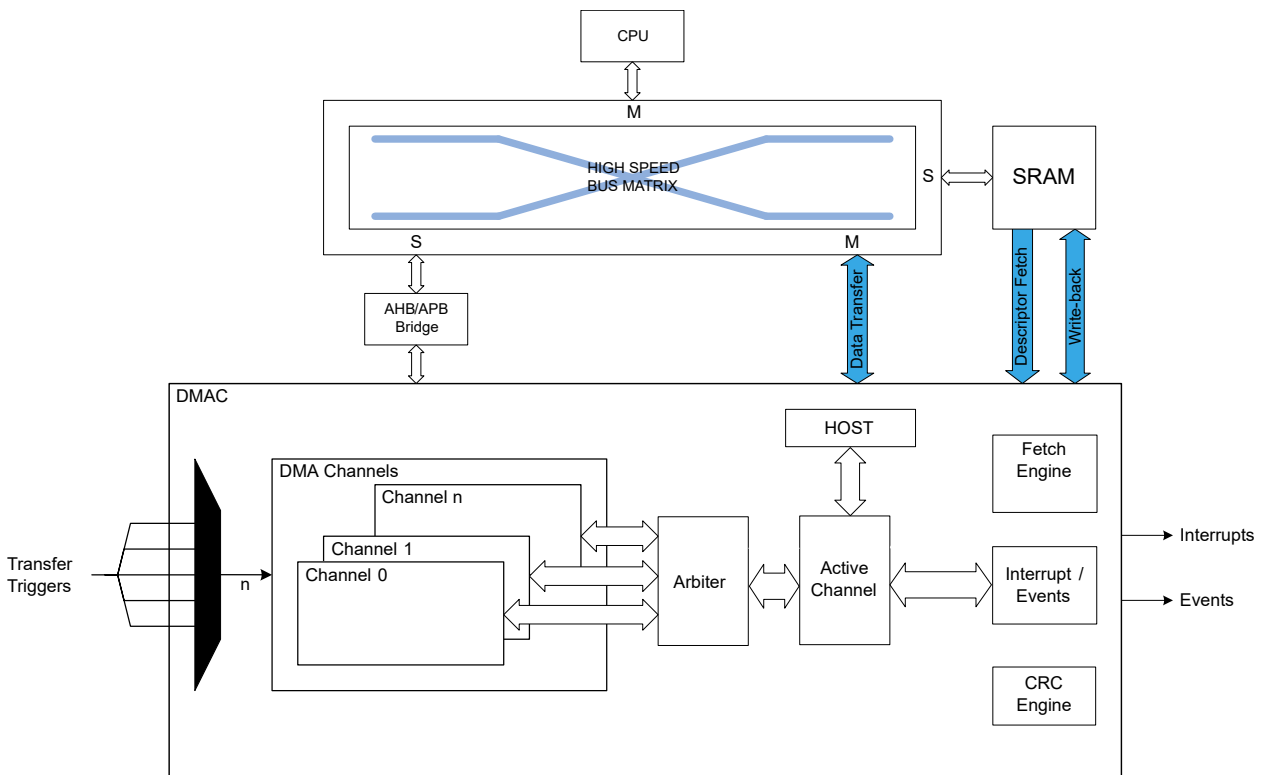 CPU
M
HIGH SPEED
BUS MATRIX
S
SRAM
S
M
AHB/APB
Bridge
Data Transfer
Descriptor Fetch
Write-back
DMAC
HOST
Fetch
Engine
DMA Channels
Channel n
Channel 1
Channel 0
Transfer
Triggers
n
Arbiter
Active
Channel
Interrupt /
Events
Interrupts
Events
CRC
Engine